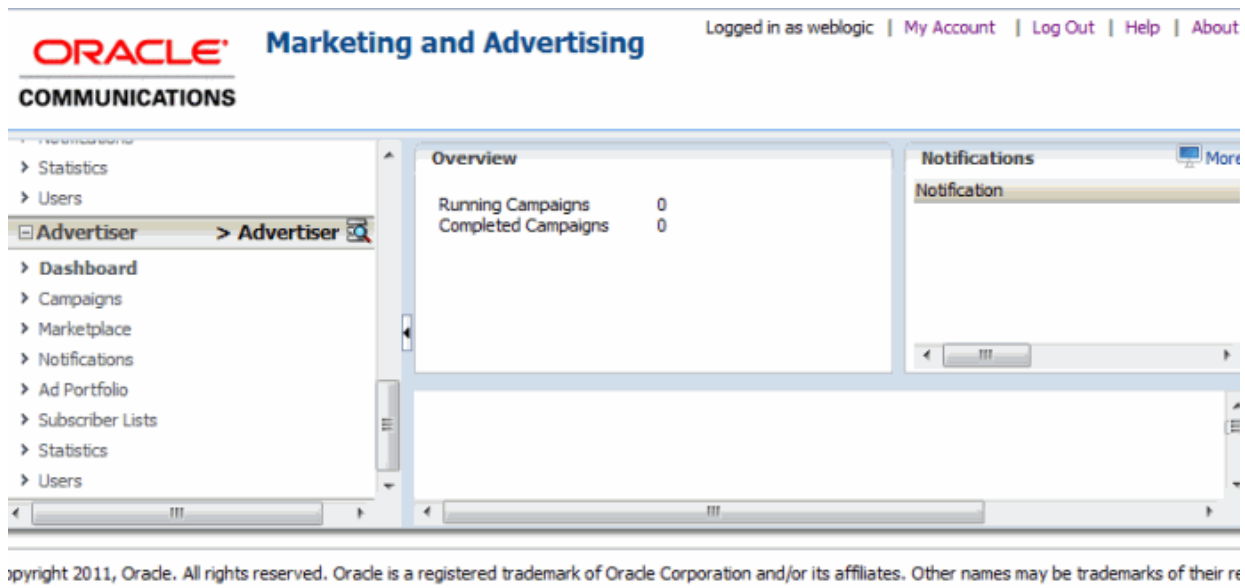 Logged in as weblogic | My Account | Log Out | Help | About
ORACLE
COMMUNICATIONS
Marketing and Advertising
Notifications
Statistics
Users
Advertiser > Advertiser
Dashboard
Campaigns
Marketplace
Notifications
Ad Portfolio
Subscriber Lists
Statistics
Users
Overview
Running Campaigns 0
Completed Campaigns 0
Notifications More
Notification
opyright 2011, Oracle. All rights reserved. Oracle is a registered trademark of Oracle Corporation and/or its affiliates. Other names may be trademarks of their re